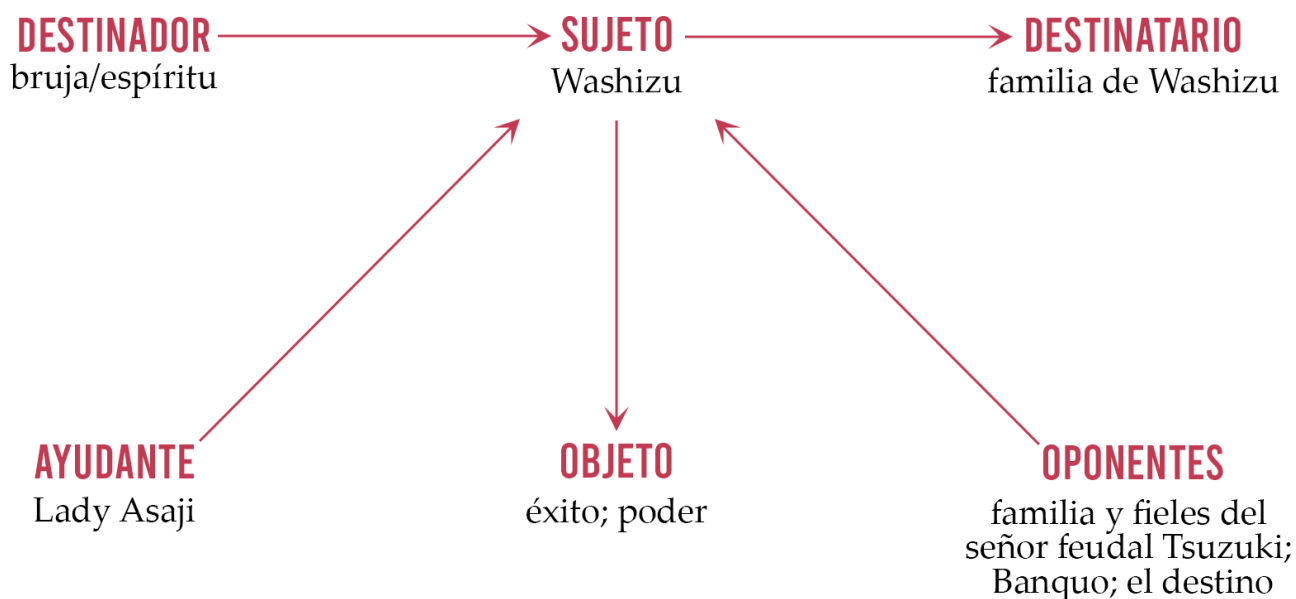 DESTINADOR
bruja/espíritu
SUJETO
Washizu
DESTINATARIO
familia de Washizu
AYUDANTE
Lady Asaji
OBJETO
éxito; poder
OPONENTES
familia y fieles del
señor feudal Tsuzuki;
Banquo; el destino